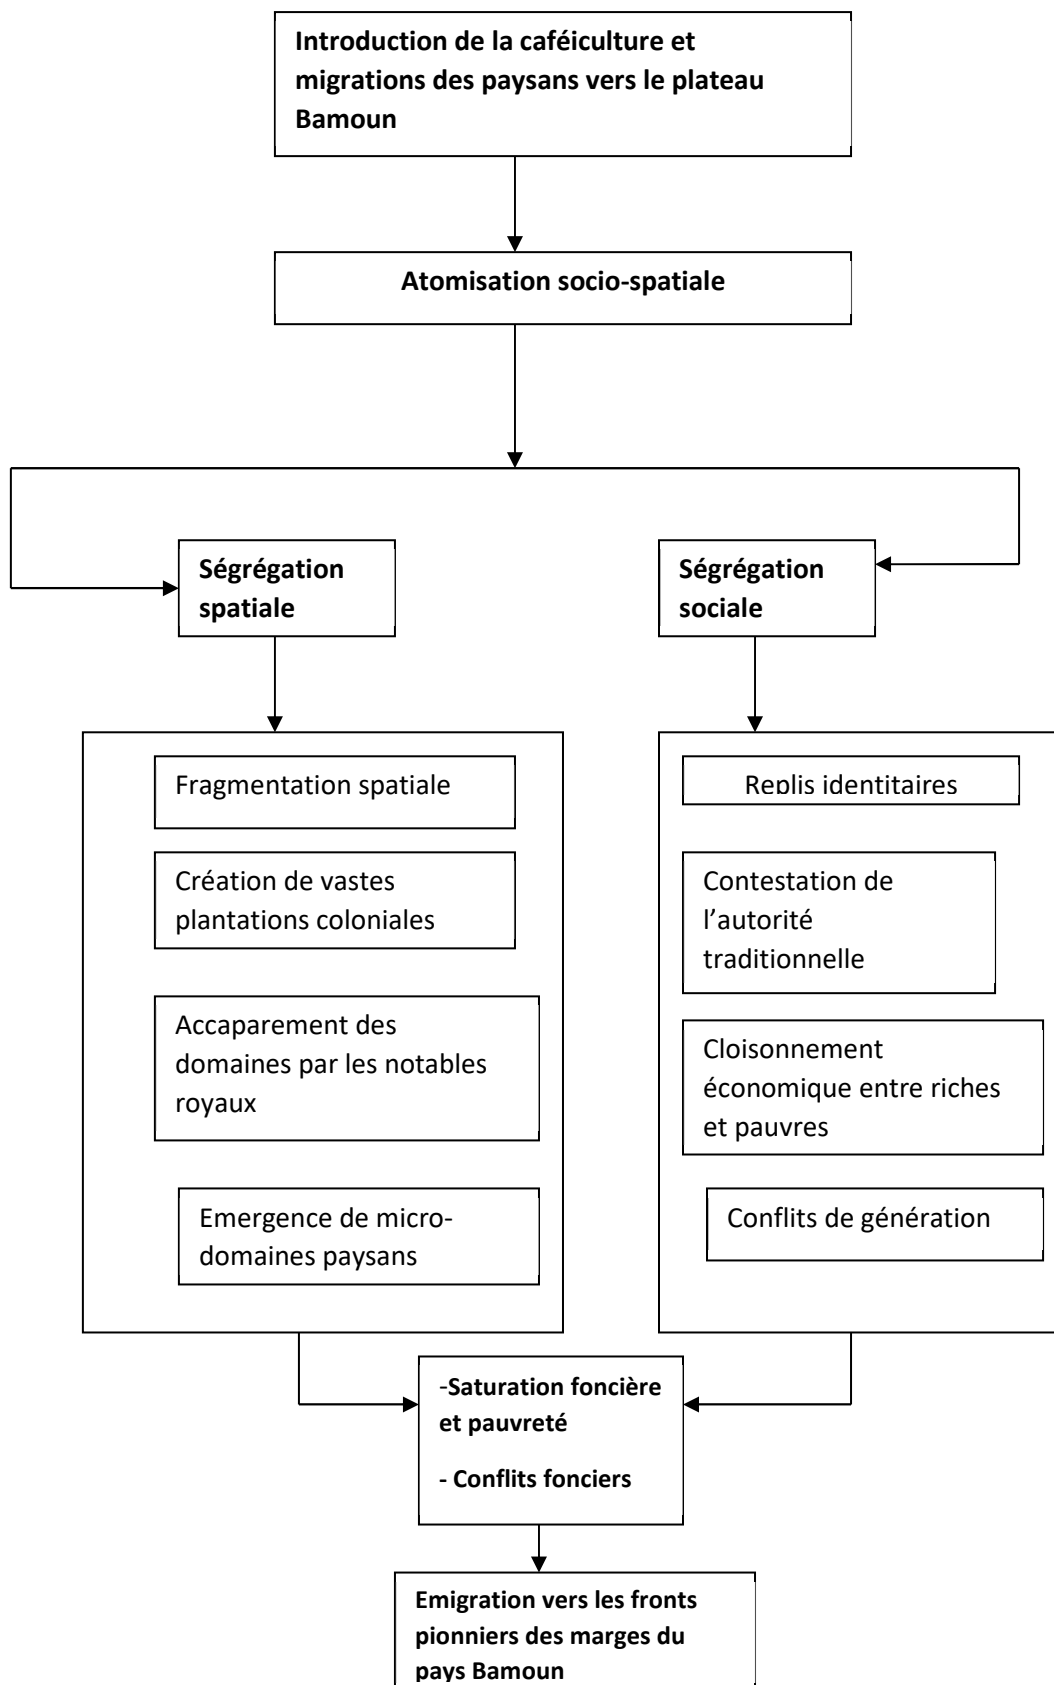 Introduction de la caféiculture et
migrations des paysans vers le plateau
Bamoun
Atomisation socio-spatiale
Ségrégation
spatiale
Ségrégation
sociale
Fragmentation spatiale
Création de vastes
plantations coloniales
Accaparement des
domaines par les notables
royaux
Emergence de micro-
domaines paysans
Replis identitaires
Contestation de
l’autorité
traditionnelle
Cloisonnement
économique entre riches
et pauvres
Conflits de génération
-Saturation foncière
et pauvreté
- Conflits fonciers
Emigration vers les fronts
pionniers des marges du
pays Bamoun